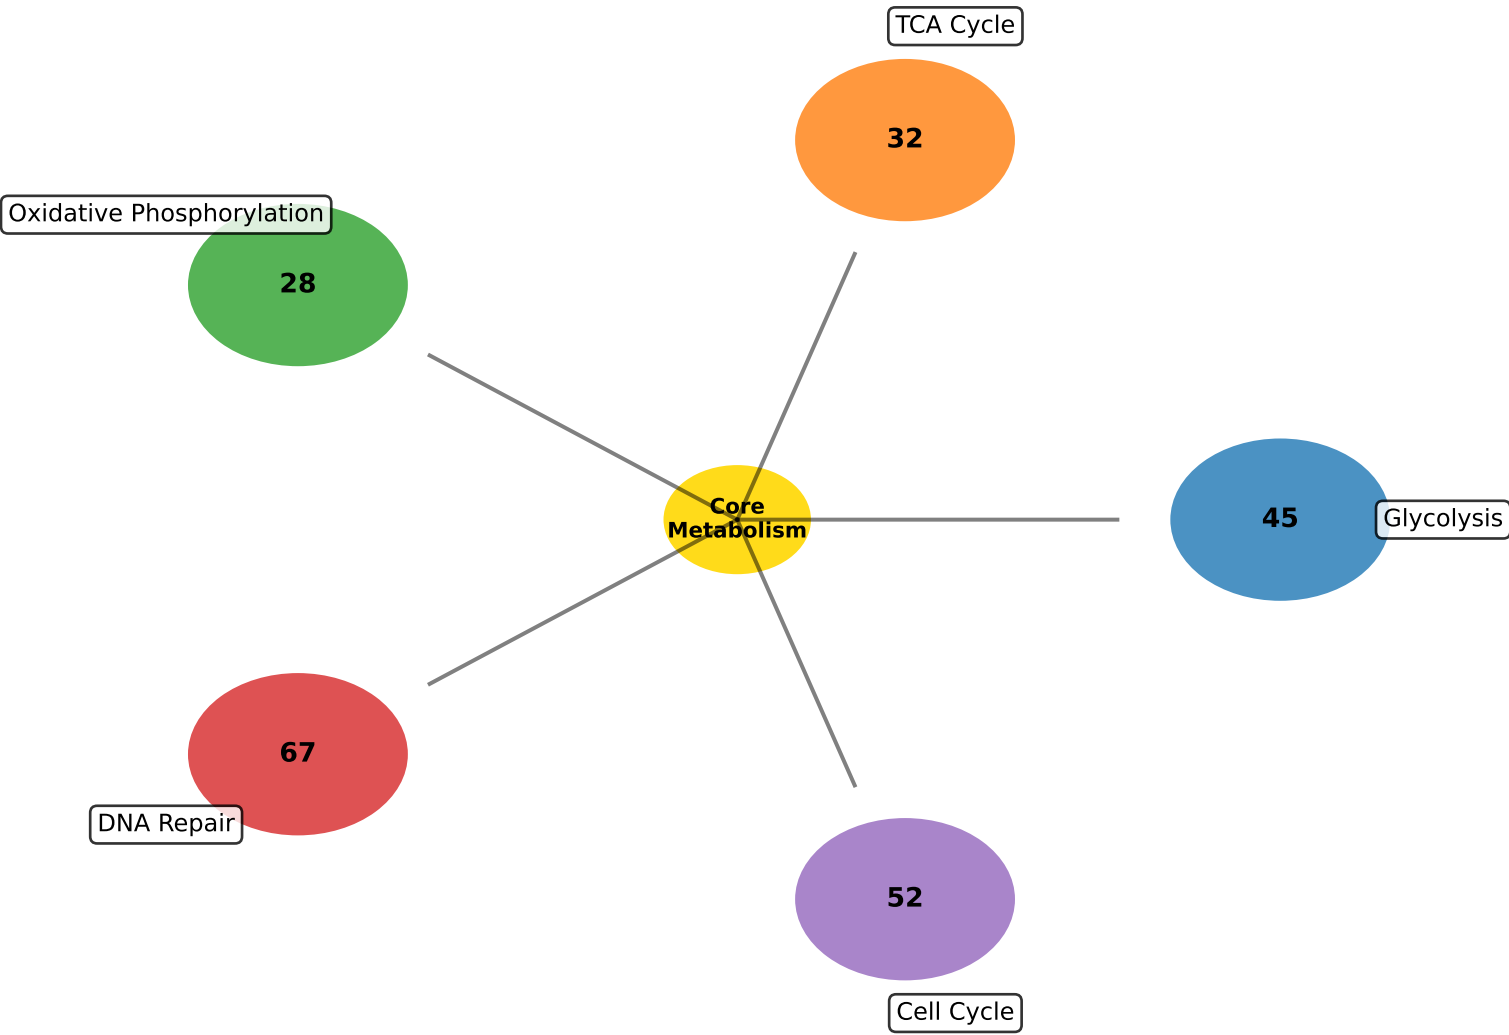 TCA Cycle
32
Oxidative Phosphorylation
28
Core
Metabolism
45
Glycolysis
67
DNA Repair
52
Cell Cycle